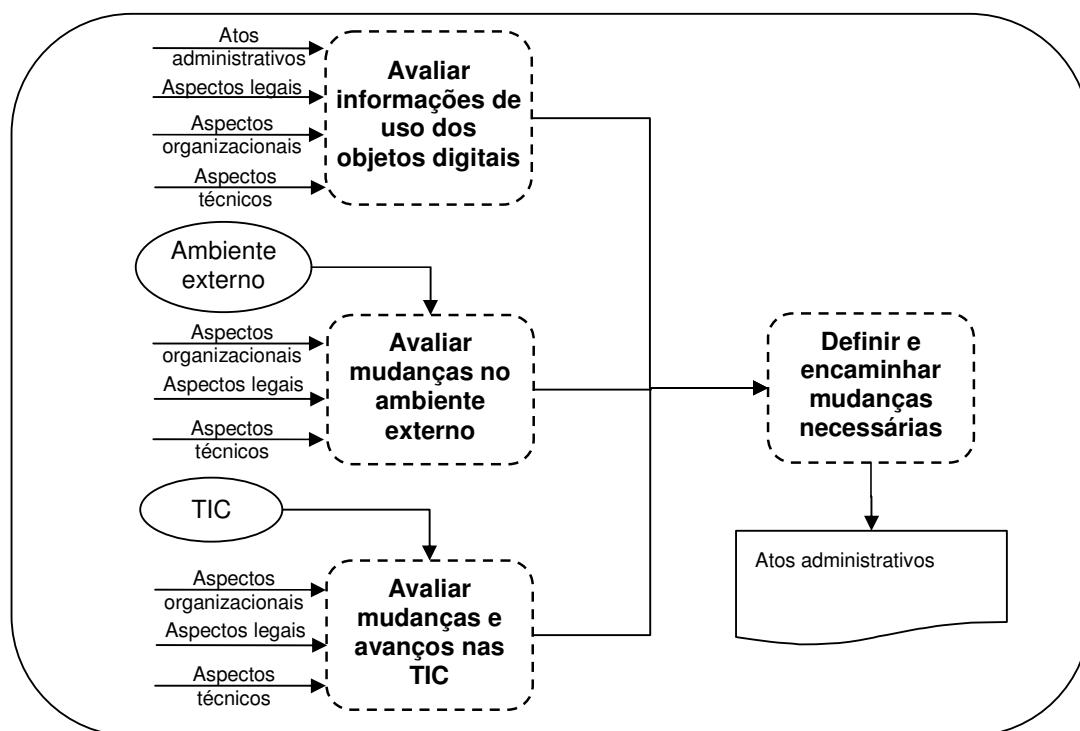 Atos
administrativos
Aspectos legais
Aspectos
organizacionais
Aspectos
técnicos
Avaliar
informações de
uso dos
objetos digitais
Ambiente
externo
Aspectos
organizacionais
Aspectos legais
Aspectos
técnicos
Avaliar
mudanças no
ambiente
externo
TIC
Aspectos
organizacionais
Aspectos legais
Aspectos
técnicos
Avaliar
mudanças e
avanços nas
TIC
Definir e
encaminhar
mudanças
necessárias
Atos administrativos